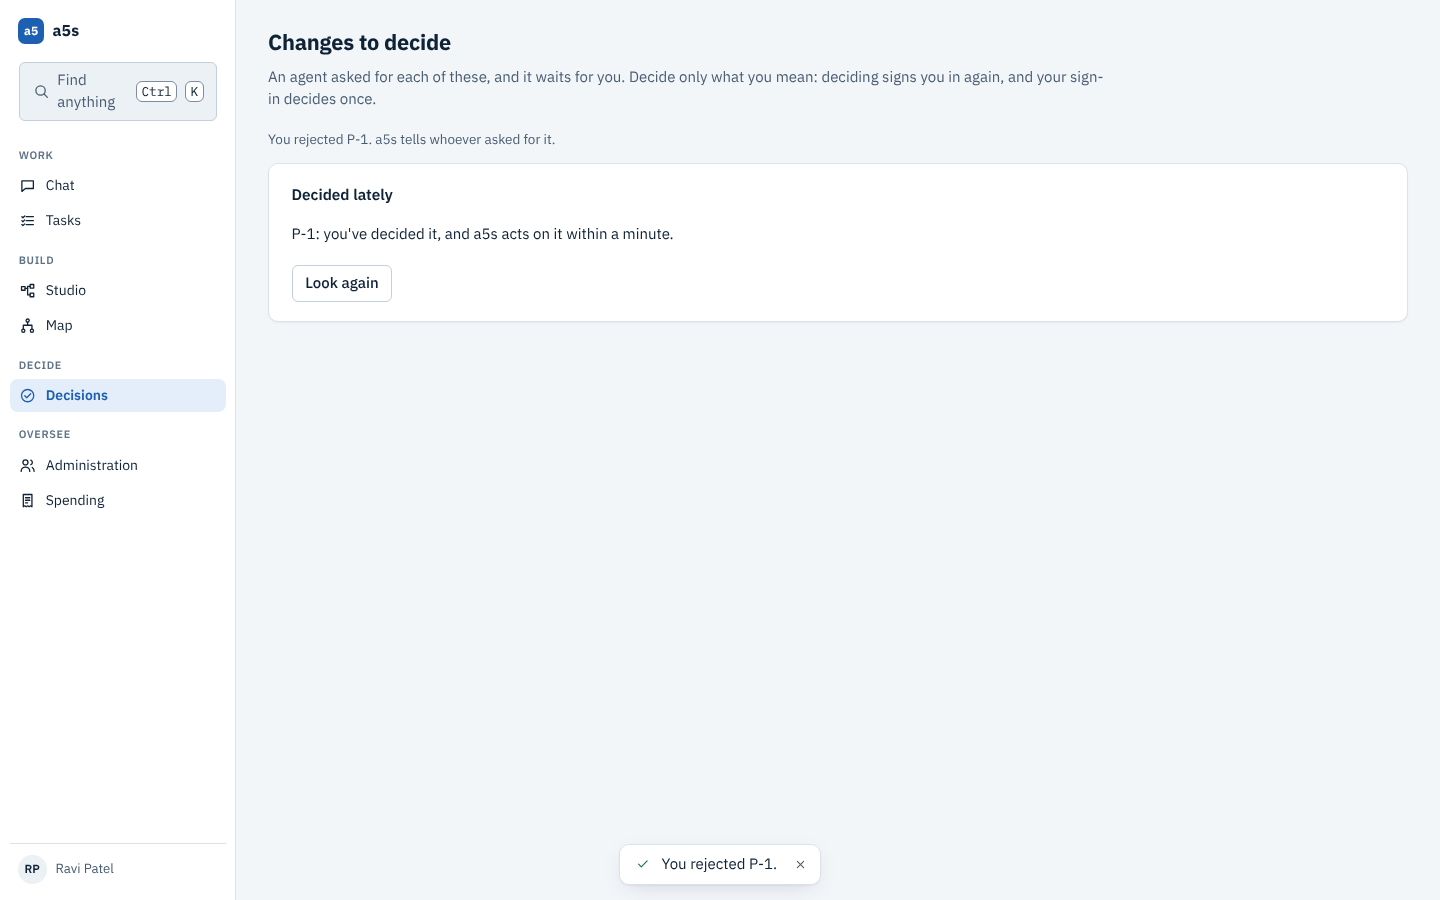 a5 a5s
Find
anything
Ctrl K
WORK
Chat
Tasks
BUILD
Studio
Map
DECIDE
Decisions
OVERSEE
Administration
Spending
RP Ravi Patel
Changes to decide
An agent asked for each of these, and it waits for you. Decide only what you mean: deciding signs you in again, and your sign-
in decides once.
You rejected P-1. a5s tells whoever asked for it.
Decided lately
P-1: you've decided it, and a5s acts on it within a minute.
Look again
You rejected P-1.